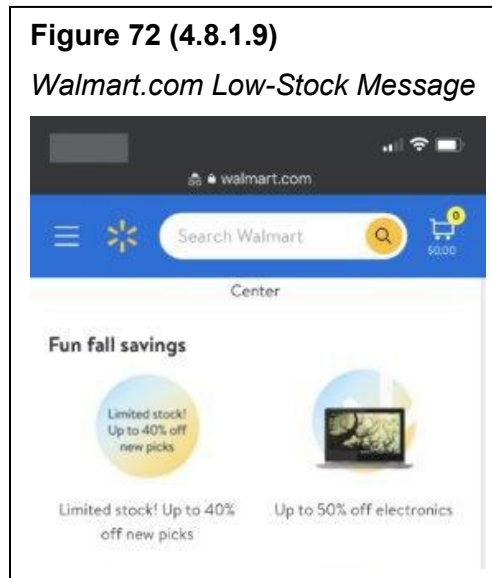 Figure 72 (4.8.1.9)
Walmart.com Low-Stock Message
walmart.com
Search Walmart
0
$0.00
Center
Fun fall savings
Limited stock!
Up to 40% off
new picks
Limited stock! Up to 40%
off new picks
Up to 50% off electronics